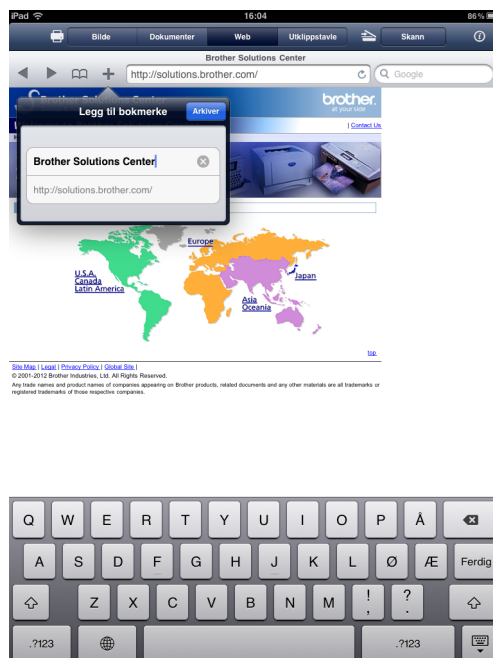 iPad 16:04 86 %
Bilde Dokumenter Web Utklippstavle Skann
Brother Solutions Center
http://solutions.brother.com/ Google
brother
at your side
Legg til bokmerke Arkiver
Contact Us
Brother Solutions Center
http://solutions.brother.com/
Europe
U.S.A.
Canada
Latin America
Japan
Asia
Oceania
top
Site Map | Legal | Privacy Policy | Global Site |
© 2001-2012 Brother Industries, Ltd. All Rights Reserved.
Any trade names and product names of companies appearing on Brother products, related documents and any other materials are all trademarks or
registered trademarks of those respective companies.
Q W E R T Y U I O P Å
A S D F G H J K L Ø Æ Ferdig
Z X C V B N M ! , ? .
.?123 .?123